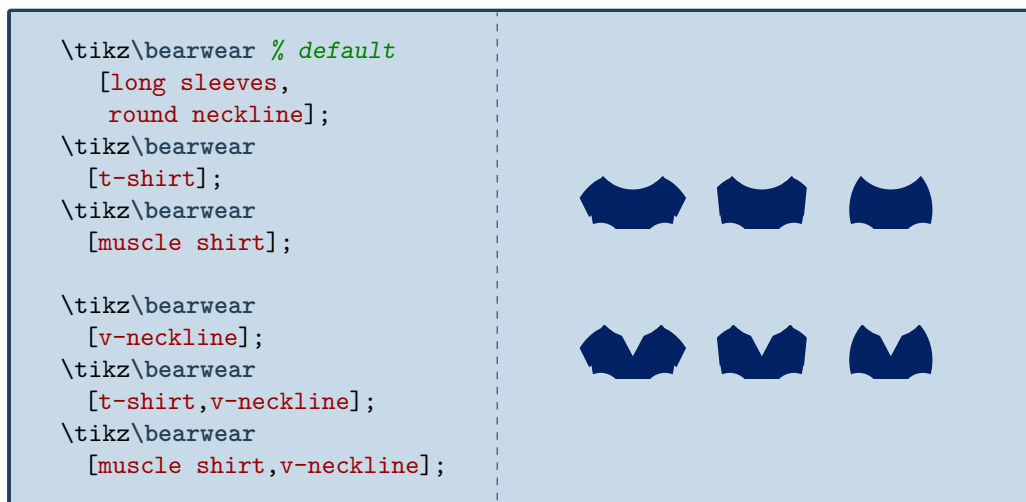 \tikz\bearwear % default
[long sleeves,
round neckline];
\tikz\bearwear
[t-shirt];
\tikz\bearwear
[muscle shirt];
\tikz\bearwear
[v-neckline];
\tikz\bearwear
[t-shirt,v-neckline];
\tikz\bearwear
[muscle shirt,v-neckline];